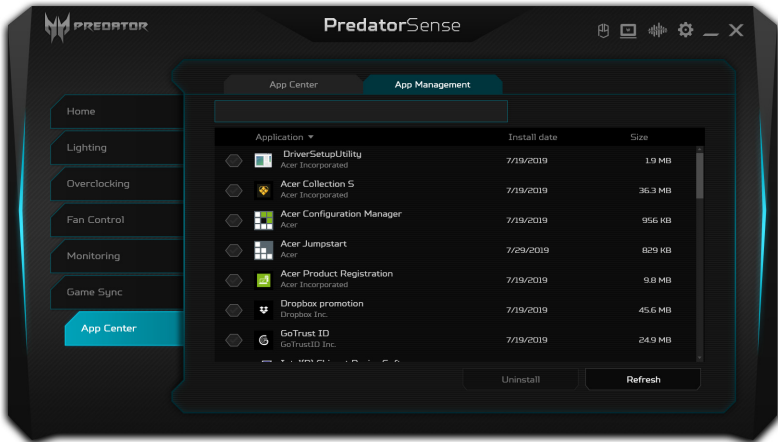 PREDATOR
PredatorSense
App Center
App Management
Home
Lighting
Overclocking
Fan Control
Monitoring
Game Sync
App Center
Application Install date Size
DriverSetupUtility
Acer Incorporated
7/19/2019 1.9 MB
Acer Collection S
Acer Incorporated
7/19/2019 36.3 MB
Acer Configuration Manager
Acer
7/19/2019 956 KB
Acer Jumpstart
Acer
7/29/2019 829 KB
Acer Product Registration
Acer Incorporated
7/19/2019 9.8 MB
Dropbox promotion
Dropbox Inc.
7/19/2019 45.6 MB
GoTrust ID
GoTrustID Inc.
7/19/2019 24.9 MB
Uninstall
Refresh